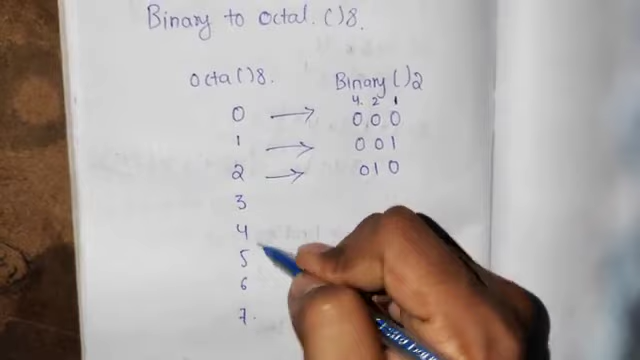 Binary to Octal. ( )8.
Octa( )8. Binary ( )2
4 2 1
0 → 0 0 0
1 → 0 0 1
2 → 0 1 0
3
4
5
6
7.